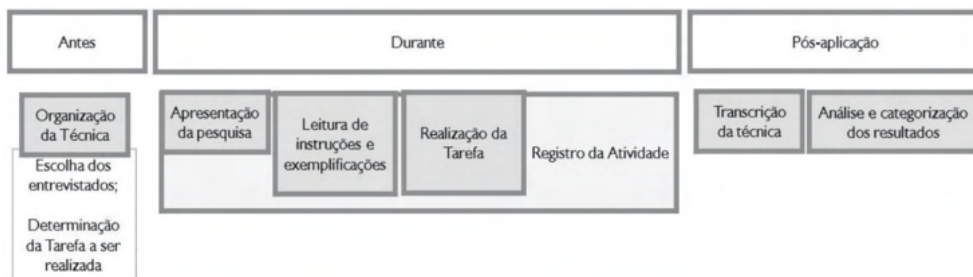 Antes
Durante
Pós-aplicação
Organização
da Técnica
Escolha dos
entrevistados;
Determinação
da Tarefa a ser
realizada
Apresentação
da pesquisa
Leitura de
instruções e
exemplificações
Realização da
Tarefa
Registro da Atividade
Transcrição
da técnica
Análise e categorização
dos resultados